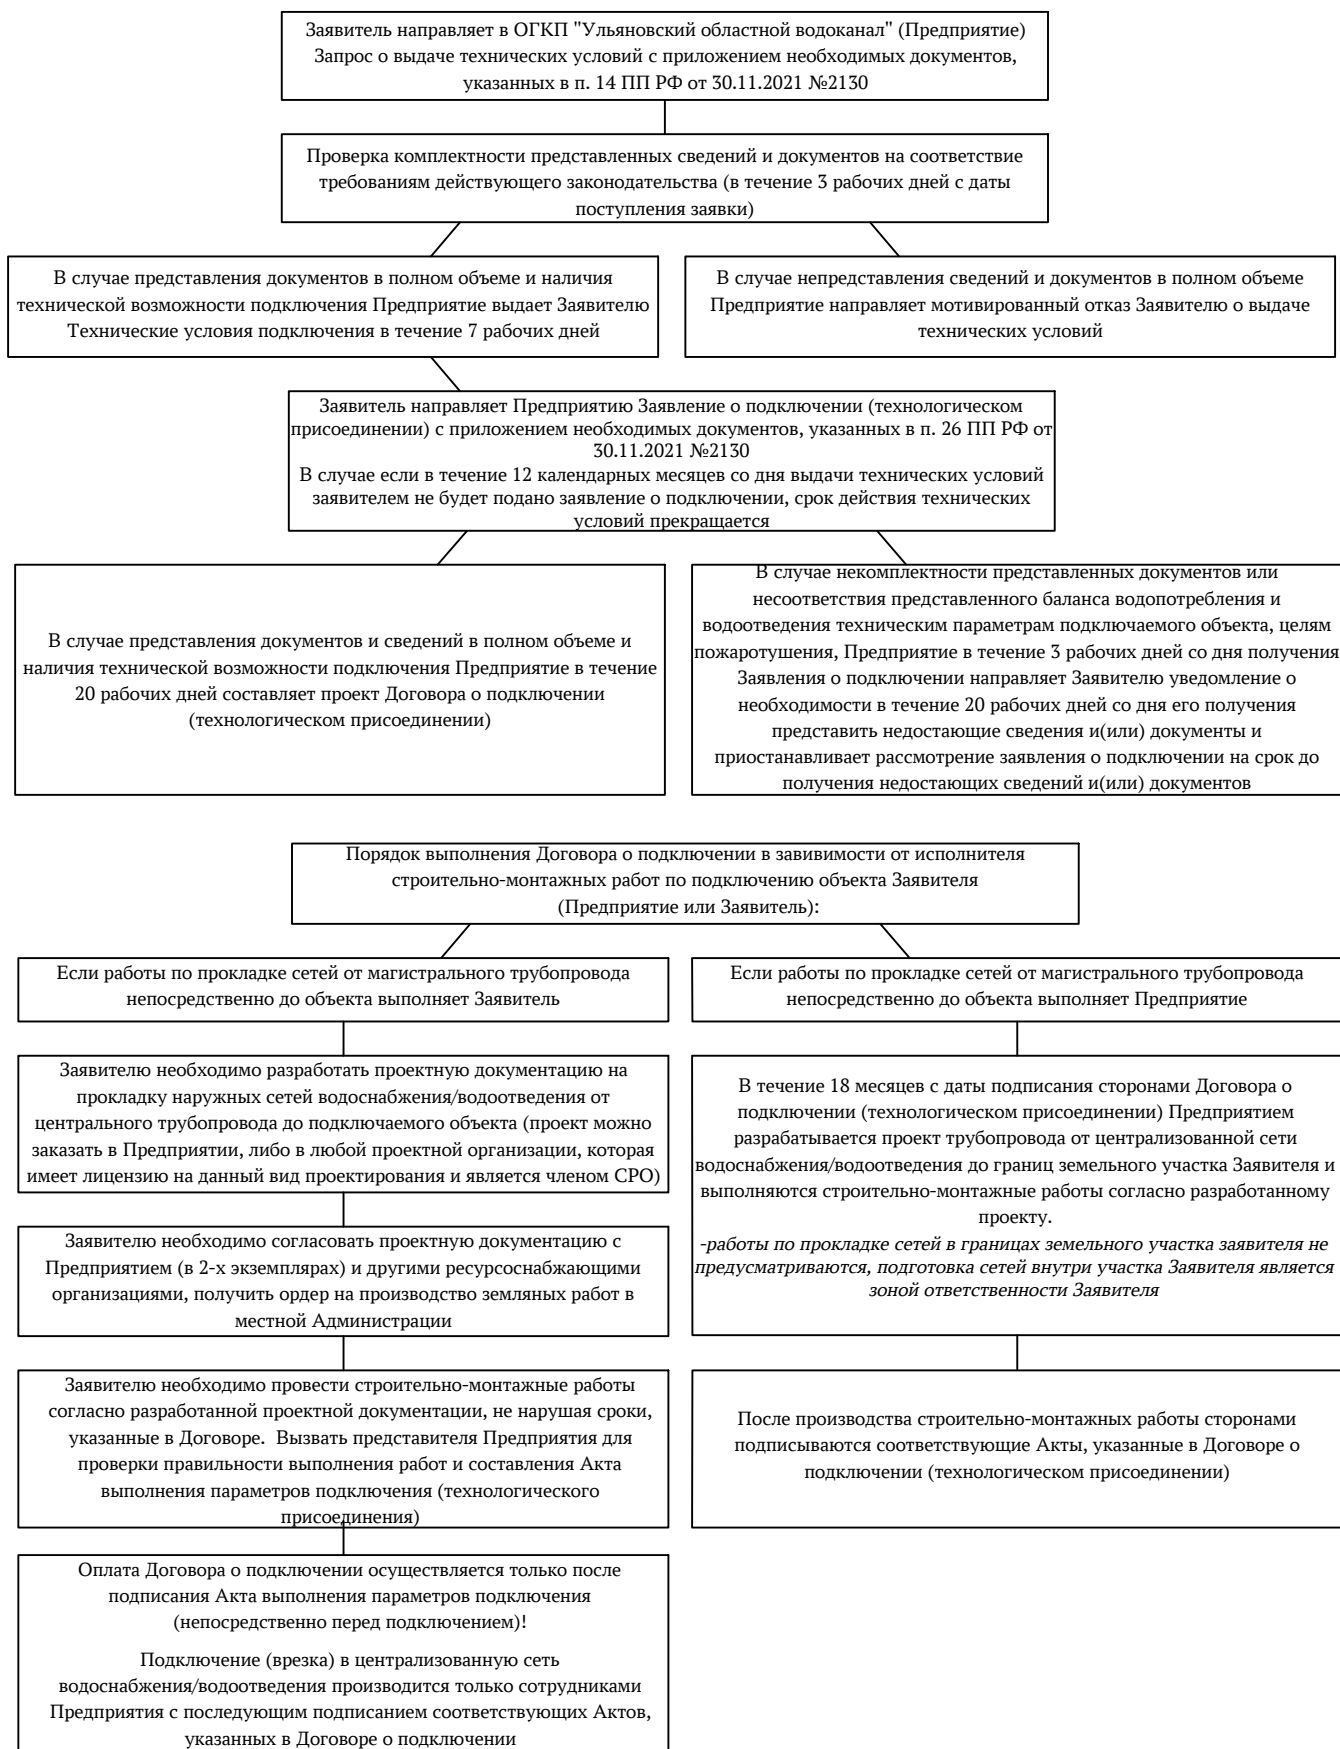 Заявитель направляет в ОГКП "Ульяновский областной водоканал" (Предприятие)
Запрос о выдаче технических условий с приложением необходимых документов,
указанных в п. 14 ПП РФ от 30.11.2021 №2130
Проверка комплектности представленных сведений и документов на соответствие
требованиям действующего законодательства (в течение 3 рабочих дней с даты
поступления заявки)
В случае представления документов в полном объеме и наличия
технической возможности подключения Предприятие выдает Заявителю
Технические условия подключения в течение 7 рабочих дней
В случае непредставления сведений и документов в полном объеме
Предприятие направляет мотивированный отказ Заявителю о выдаче
технических условий
Заявитель направляет Предприятию Заявление о подключении (технологическом
присоединении) с приложением необходимых документов, указанных в п. 26 ПП РФ от
30.11.2021 №2130
В случае если в течение 12 календарных месяцев со дня выдачи технических условий
заявителем не будет подано заявление о подключении, срок действия технических
условий прекращается
В случае представления документов и сведений в полном объеме и
наличия технической возможности подключения Предприятие в течение
20 рабочих дней составляет проект Договора о подключении
(технологическом присоединении)
В случае некомплектности представленных документов или
несоответствия представленного баланса водопотребления и
водоотведения техническим параметрам подключаемого объекта, целям
пожаротушения, Предприятие в течение 3 рабочих дней со дня получения
Заявления о подключении направляет Заявителю уведомление о
необходимости в течение 20 рабочих дней со дня его получения
представить недостающие сведения и(или) документы и
приостанавливает рассмотрение заявления о подключении на срок до
получения недостающих сведений и(или) документов
Порядок выполнения Договора о подключении в завивимости от исполнителя
строительно-монтажных работ по подключению объекта Заявителя
(Предприятие или Заявитель):
Если работы по прокладке сетей от магистрального трубопровода
непосредственно до объекта выполняет Заявитель
Заявителю необходимо разработать проектную документацию на
прокладку наружных сетей водоснабжения/водоотведения от
центрального трубопровода до подключаемого объекта (проект можно
заказать в Предприятии, либо в любой проектной организации, которая
имеет лицензию на данный вид проектирования и является членом СРО)
Заявителю необходимо согласовать проектную документацию с
Предприятием (в 2-х экземплярах) и другими ресурсоснабжающими
организациями, получить ордер на производство земляных работ в
местной Администрации
Заявителю необходимо провести строительно-монтажные работы
согласно разработанной проектной документации, не нарушая сроки,
указанные в Договоре. Вызвать представителя Предприятия для
проверки правильности выполнения работ и составления Акта
выполнения параметров подключения (технологического
присоединения)
Оплата Договора о подключении осуществляется только после
подписания Акта выполнения параметров подключения
(непосредственно перед подключением)!
Подключение (врезка) в централизованную сеть
водоснабжения/водоотведения производится только сотрудниками
Предприятия с последующим подписанием соответствующих Актов,
указанных в Договоре о подключении
Если работы по прокладке сетей от магистрального трубопровода
непосредственно до объекта выполняет Предприятие
В течение 18 месяцев с даты подписания сторонами Договора о
подключении (технологическом присоединении) Предприятием
разрабатывается проект трубопровода от централизованной сети
водоснабжения/водоотведения до границ земельного участка Заявителя и
выполняются строительно-монтажные работы согласно разработанному
проекту.
-работы по прокладке сетей в границах земельного участка заявителя не
предусматриваются, подготовка сетей внутри участка Заявителя является
зоной ответственности Заявителя
После производства строительно-монтажных работы сторонами
подписываются соответствующие Акты, указанные в Договоре о
подключении (технологическом присоединении)